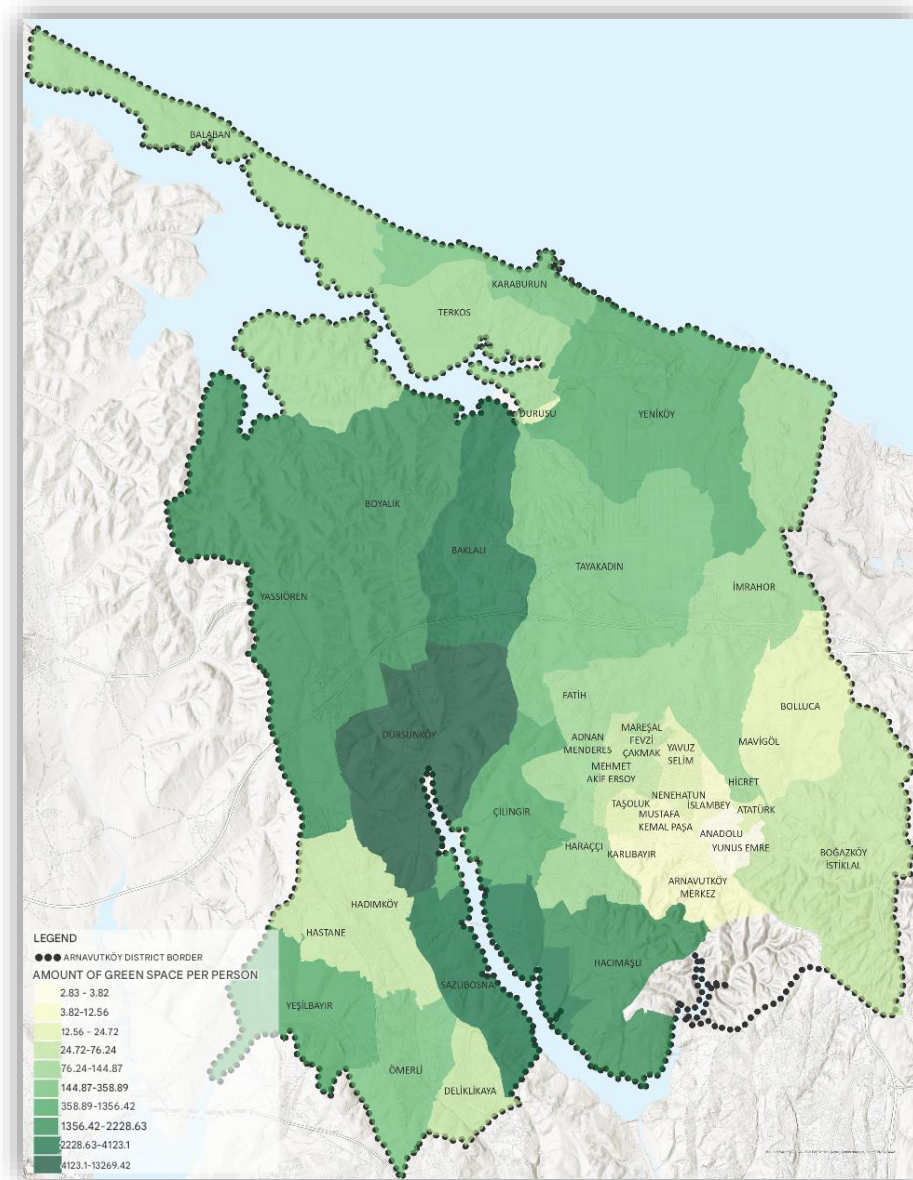 BALABAN
KARABURUN
TERKOS
DURUSU
YENİKÖY
BOYALIK
BAKLALI
TAYAKADIN
İMRAHOR
YASSIÖREN
FATİH
BOLLUCA
DURSUNKÖY
ADNAN
MENDERES
MAREŞAL
FEVZİ
ÇAKMAK
YAVUZ
SELİM
MAVİGÖL
MEHMET
AKİF ERSOY
HİCRET
NENEHATUN
TAŞOLUK
İSLAMBEY
ATATÜRK
ÇİLİNGİR
MUSTAFA
KEMAL PAŞA
ANADOLU
YUNUS EMRE
HARAÇÇI
KARLIBAYIR
BOĞAZKÖY
İSTİKLAL
ARNAVUTKÖY
MERKEZ
HADIMKÖY
HASTANE
HACIMAŞLI
SAZLIBOSNA
YEŞİLBAYIR
ÖMERLİ
DELİKLİKAYA
LEGEND
ARNAVUTKÖY DISTRICT BORDER
AMOUNT OF GREEN SPACE PER PERSON
2.83 - 3.82
3.82-12.56
12.56 - 24.72
24.72-76.24
76.24-144.87
144.87-358.89
358.89-1356.42
1356.42-2228.63
2228.63-4123.1
4123.1-13269.42